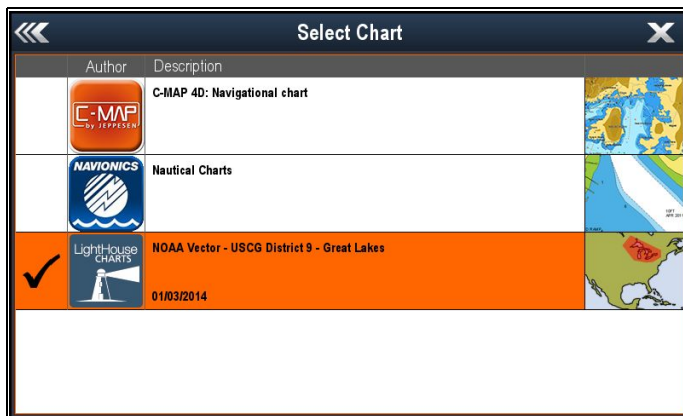 Select Chart
Author Description
C-MAP
by JEPPESEN
C-MAP 4D: Navigational chart
NAVIONICS
Nautical Charts
LightHouse
CHARTS
NOAA Vector - USCG District 9 - Great Lakes
01/03/2014